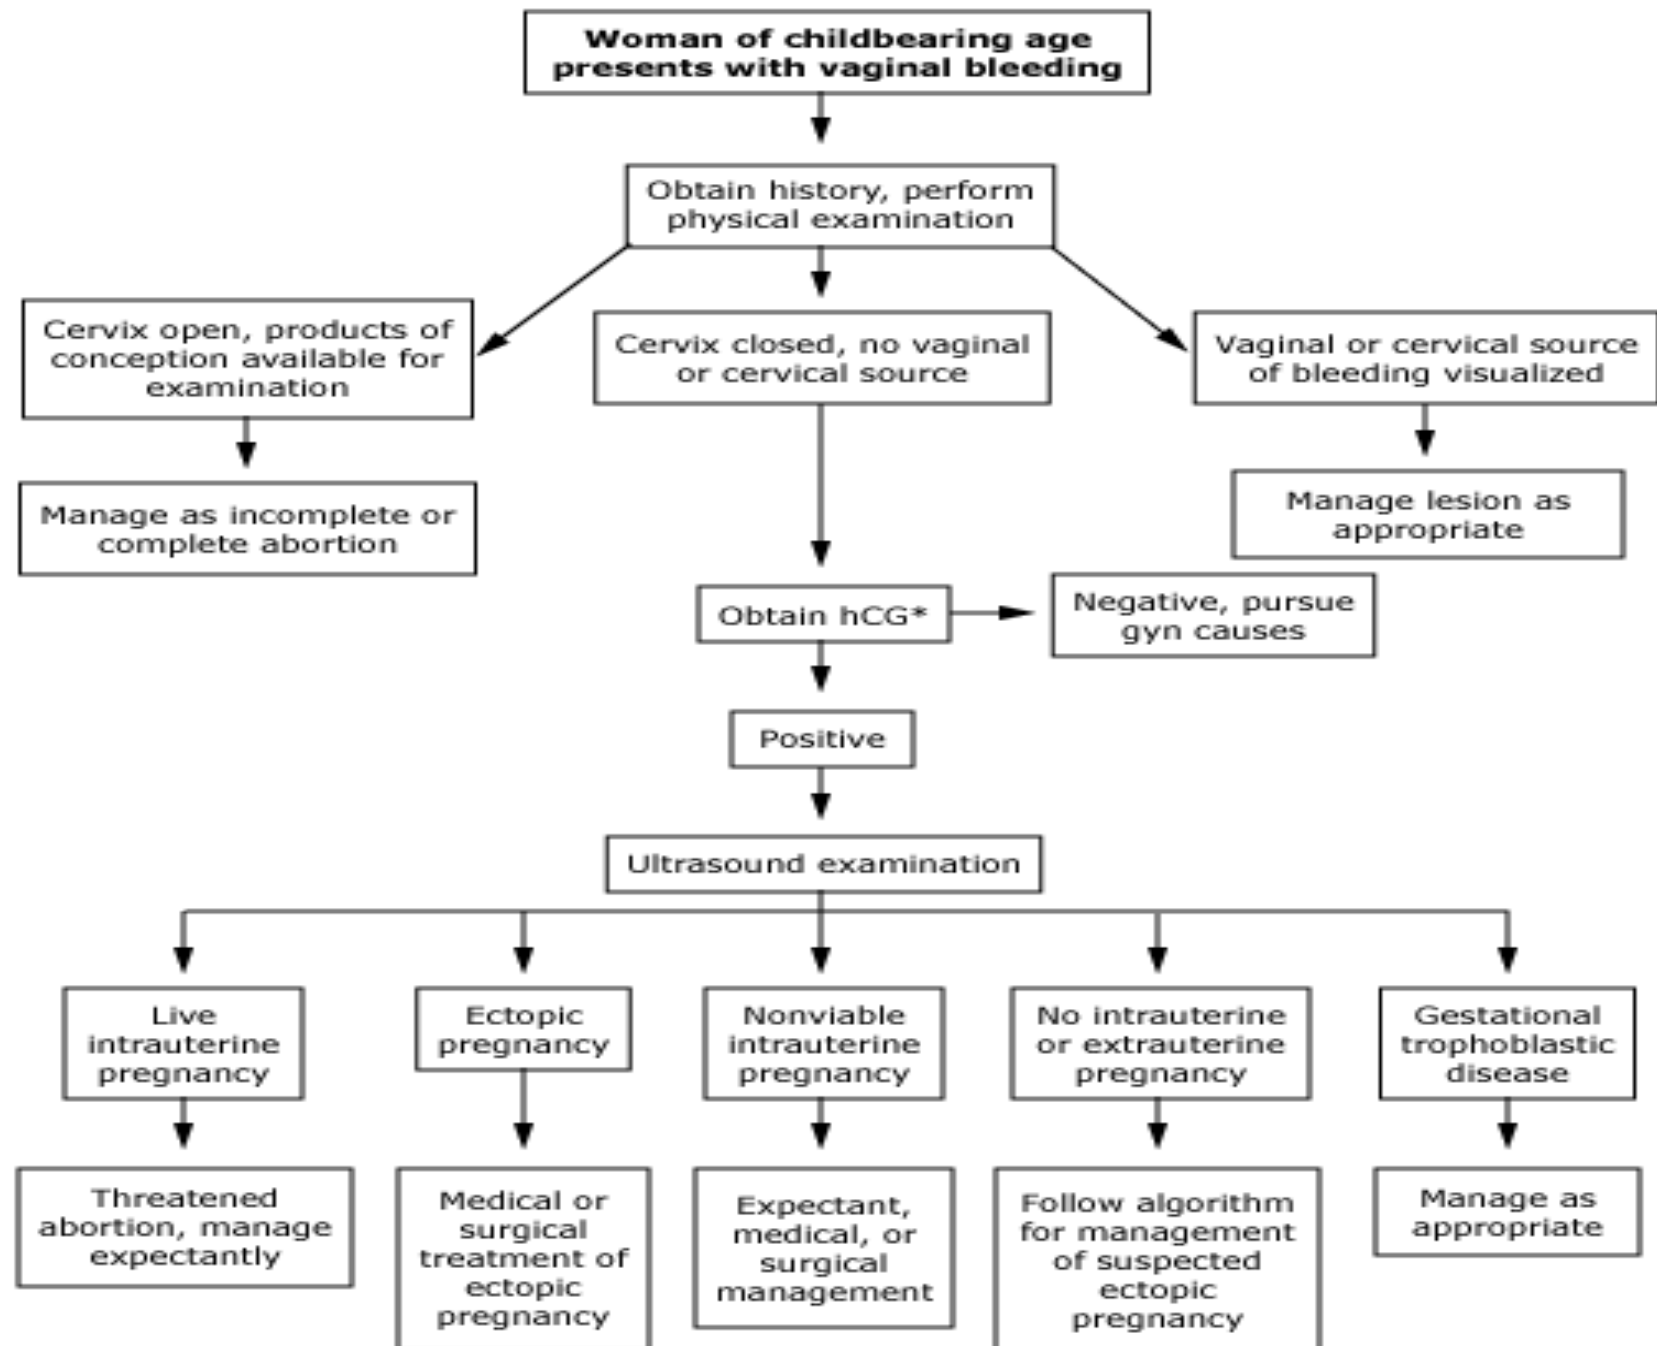 Woman of childbearing age
presents with vaginal bleeding
Obtain history, perform
physical examination
Cervix open, products of
conception available for
examination
Cervix closed, no vaginal
or cervical source
Vaginal or cervical source
of bleeding visualized
Manage as incomplete or
complete abortion
Manage lesion as
appropriate
Obtain hCG*
Negative, pursue
gyn causes
Positive
Ultrasound examination
Live
intrauterine
pregnancy
Ectopic
pregnancy
Nonviable
intrauterine
pregnancy
No intrauterine
or extrauterine
pregnancy
Gestational
trophoblastic
disease
Threatened
abortion, manage
expectantly
Medical or
surgical
treatment of
ectopic
pregnancy
Expectant,
medical, or
surgical
management
Follow algorithm
for management
of suspected
ectopic
pregnancy
Manage as
appropriate